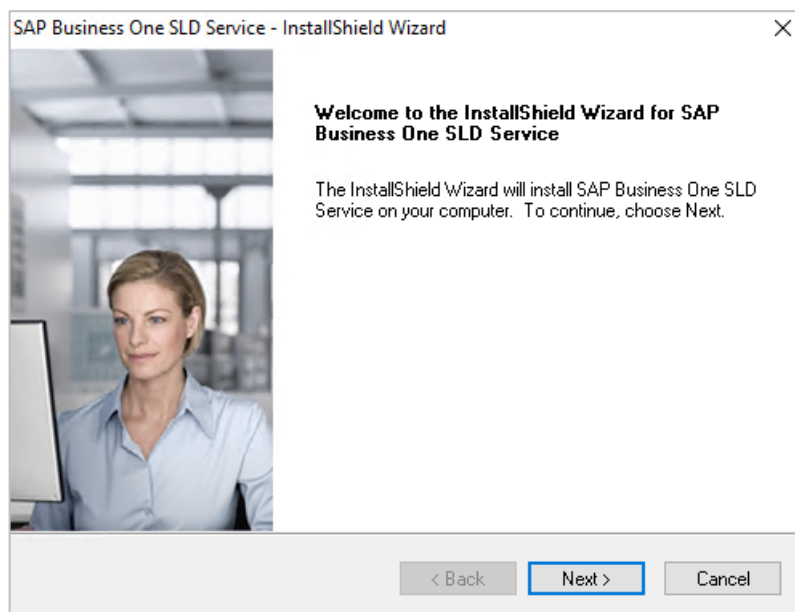 SAP Business One SLD Service - InstallShield Wizard
Welcome to the InstallShield Wizard for SAP
Business One SLD Service
The InstallShield Wizard will install SAP Business One SLD
Service on your computer.  To continue, choose Next.
< Back
Next >
Cancel